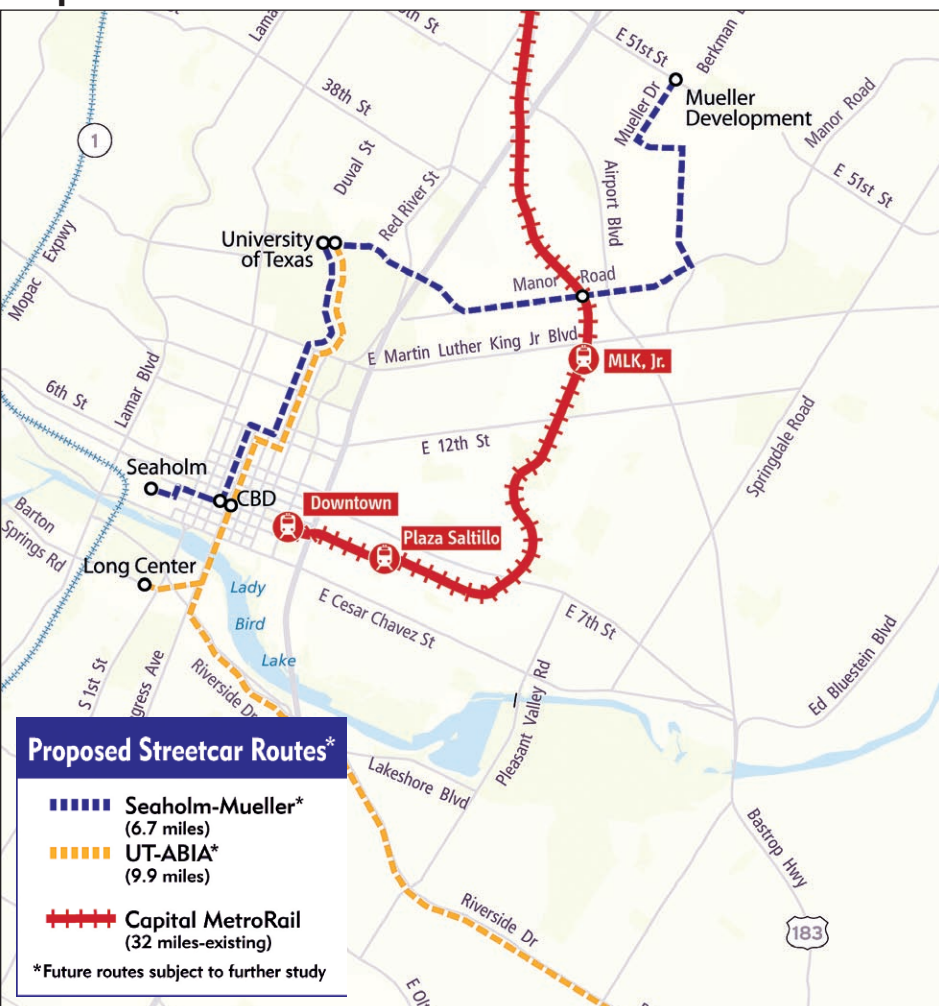 E 51st St
Berkman
Lama
38th St
Mueller Dr
Mueller
Development
Manor Road
1
Duval St
Airport Blvd
E 51st St
Red River St
University
of Texas
Mopac Expwy
Manor Road
E Martin Luther King Jr Blvd
MLK, Jr.
Lamar Blvd
6th St
E 12th St
Springdale Road
Seaholm
CBD
Downtown
Barton
Springs Rd
Plaza Saltillo
Long Center
Lady
Bird
Lake
E Cesar Chavez St
E 7th St
Ed Bluestein Blvd
S 1st St
gress Ave
Riverside Dr
Pleasant Valley Rd
Lakeshore Blvd
Bastrop Hwy
Riverside Dr
183
Proposed Streetcar Routes*
Seaholm-Mueller*
(6.7 miles)
UT-ABIA*
(9.9 miles)
Capital MetroRail
(32 miles-existing)
*Future routes subject to further study